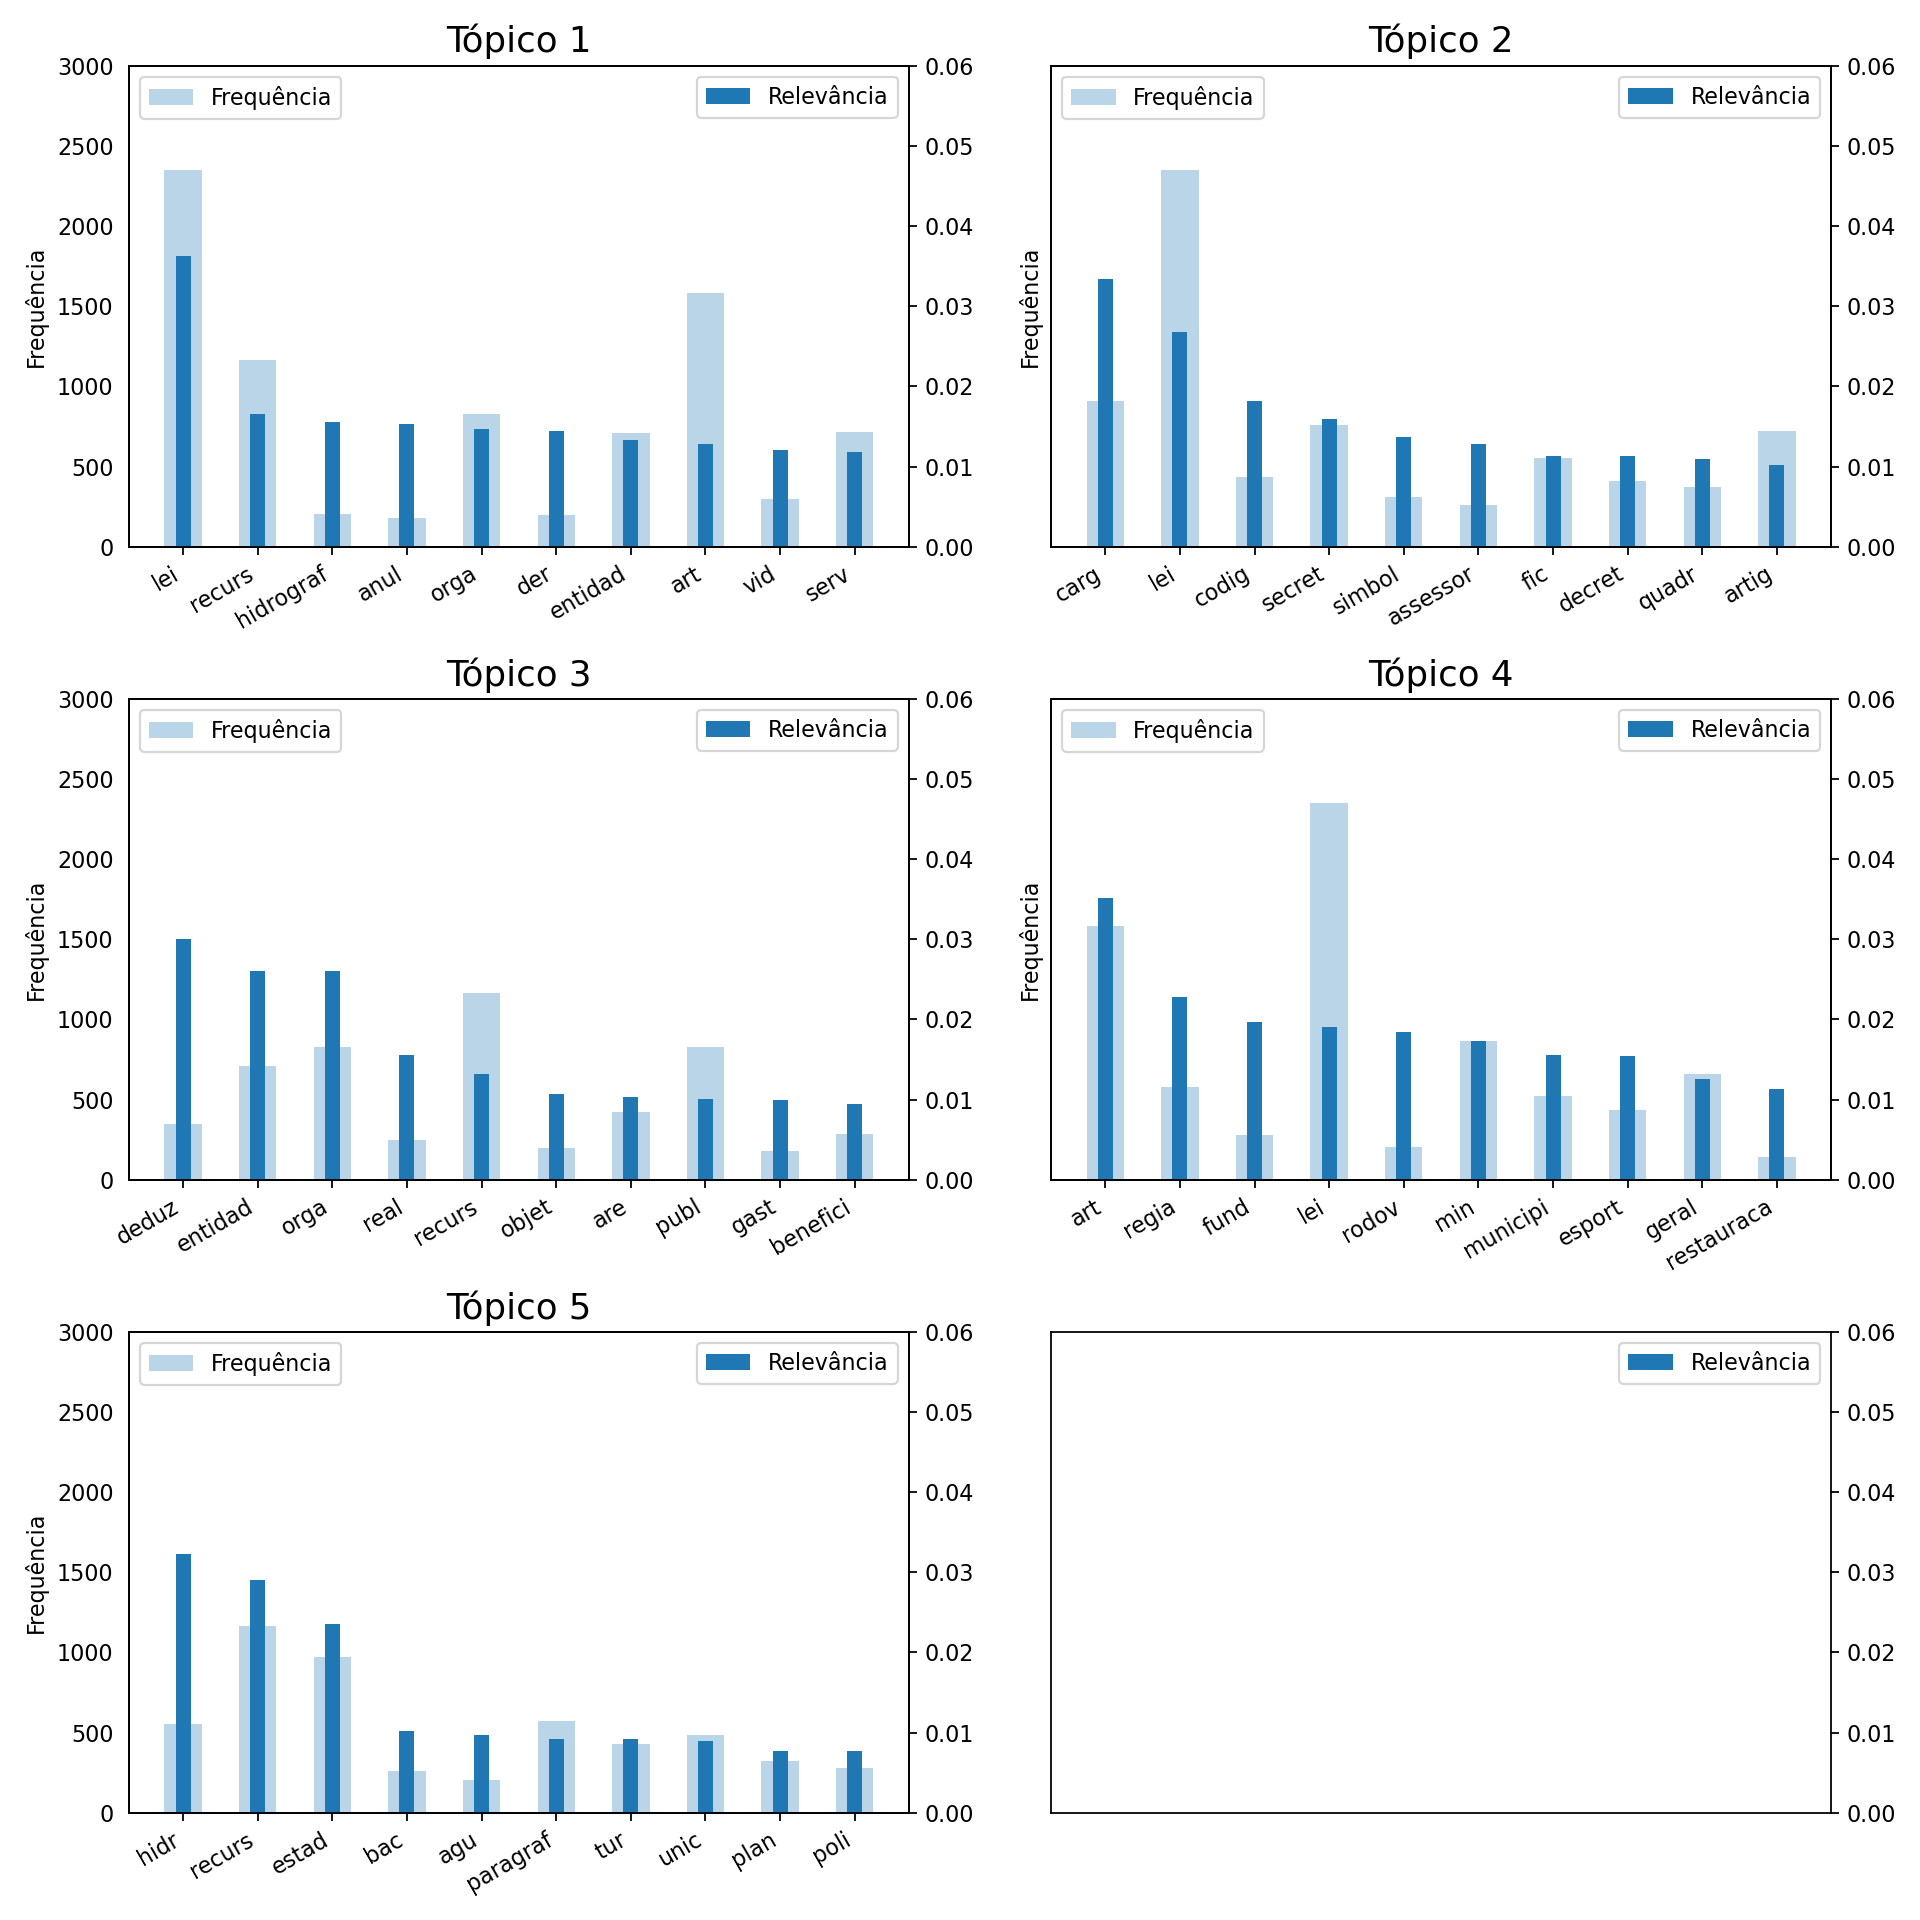 Tópico 1
3000
2500
2000
1500
1000
500
0
Frequência
Frequência
Relevância
0.06
0.05
0.04
0.03
0.02
0.01
0.00
lei
recurs
hidrograf
anul
orga
der
entidad
art
vid
serv
Tópico 2
Frequência
Frequência
Relevância
0.06
0.05
0.04
0.03
0.02
0.01
0.00
carg
lei
codig
secret
simbol
assessor
fic
decret
quadr
artig
Tópico 3
3000
2500
2000
1500
1000
500
0
Frequência
Frequência
Relevância
0.06
0.05
0.04
0.03
0.02
0.01
0.00
deduz
entidad
orga
real
recurs
objet
are
publ
gast
benefici
Tópico 4
Frequência
Frequência
Relevância
0.06
0.05
0.04
0.03
0.02
0.01
0.00
art
regia
fund
lei
rodov
min
municipi
esport
geral
restauraca
Tópico 5
3000
2500
2000
1500
1000
500
0
Frequência
Frequência
Relevância
0.06
0.05
0.04
0.03
0.02
0.01
0.00
hidr
recurs
estad
bac
agu
paragraf
tur
unic
plan
poli
Relevância
0.06
0.05
0.04
0.03
0.02
0.01
0.00